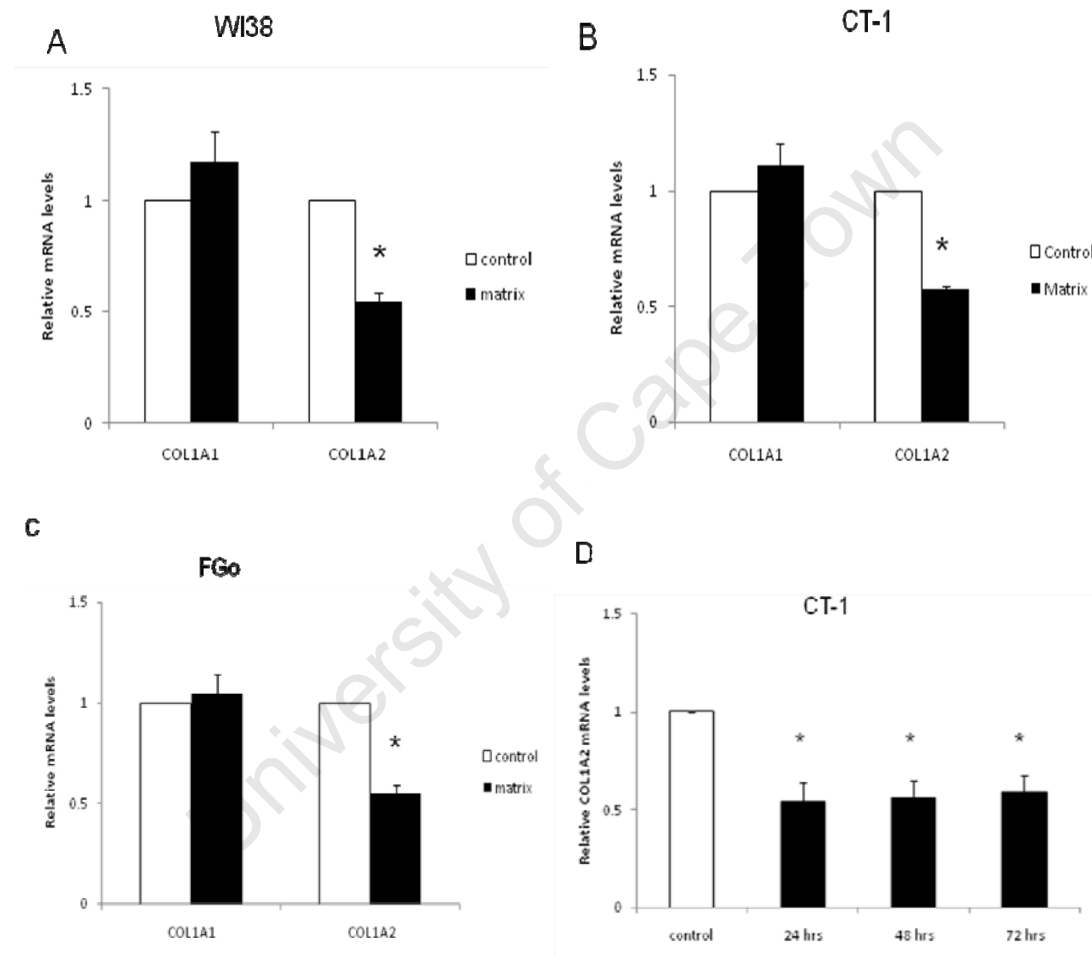 A
WI38
1.5
1
0.5
0
Relative mRNA levels
COL1A1
COL1A2
*
control
matrix
B
CT-1
1.5
1
0.5
0
Relative mRNA levels
COL1A1
COL1A2
*
Control
Matrix
C
FGo
1.5
1
0.5
0
Relative mRNA levels
COL1A1
COL1A2
*
control
matrix
D
CT-1
1.5
1
0.5
0
Relative COL1A2 mRNA levels
* * *
control 24 hrs 48 hrs 72 hrs
University of Cape Town